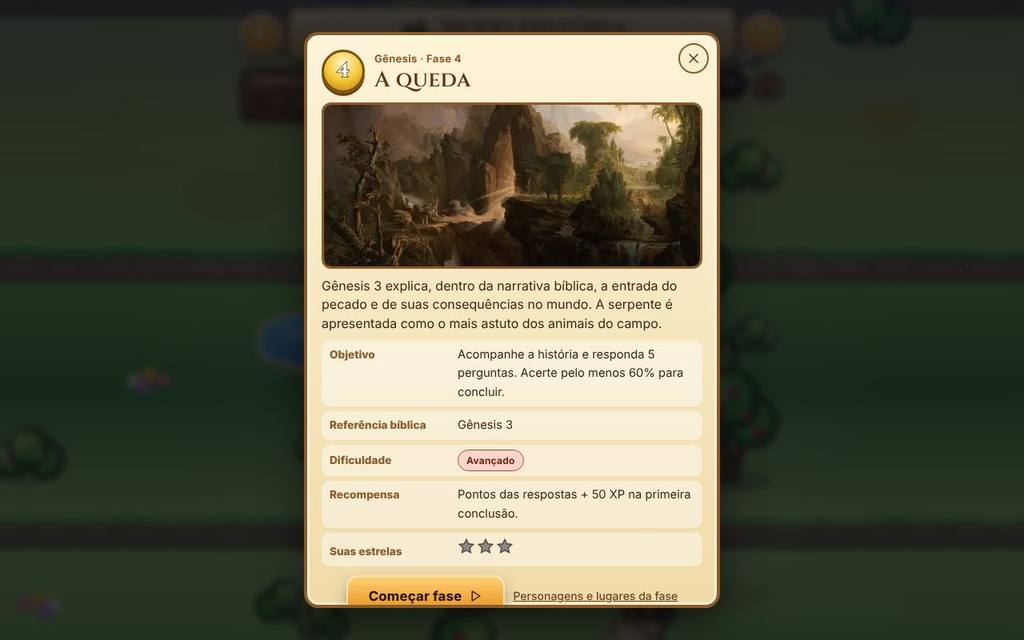 4
Gênesis · Fase 4
A QUEDA
Gênesis 3 explica, dentro da narrativa bíblica, a entrada do
pecado e de suas consequências no mundo. A serpente é
apresentada como o mais astuto dos animais do campo.
Objetivo
Acompanhe a história e responda 5
perguntas. Acerte pelo menos 60% para
concluir.
Referência bíblica
Gênesis 3
Dificuldade
Avançado
Recompensa
Pontos das respostas + 50 XP na primeira
conclusão.
Suas estrelas
Começar fase
Personagens e lugares da fase